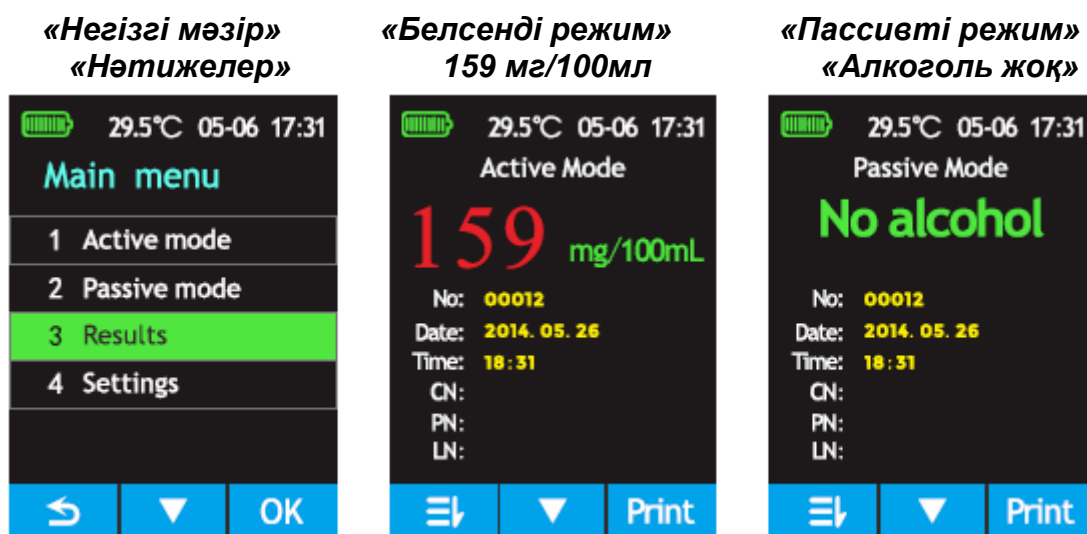 «Негізгі мәзір»
«Нәтижелер»
29.5℃ 05-06 17:31
Main menu
1 Active mode
2 Passive mode
3 Results
4 Settings
OK
«Белсенді режим»
159 мг/100мл
29.5℃ 05-06 17:31
Active Mode
159 mg/100mL
No: 00012
Date: 2014. 05. 26
Time: 18:31
CN:
PN:
LN:
Print
«Пассивті режим»
«Алкоголь жоқ»
29.5℃ 05-06 17:31
Passive Mode
No alcohol
No: 00012
Date: 2014. 05. 26
Time: 18:31
CN:
PN:
LN:
Print